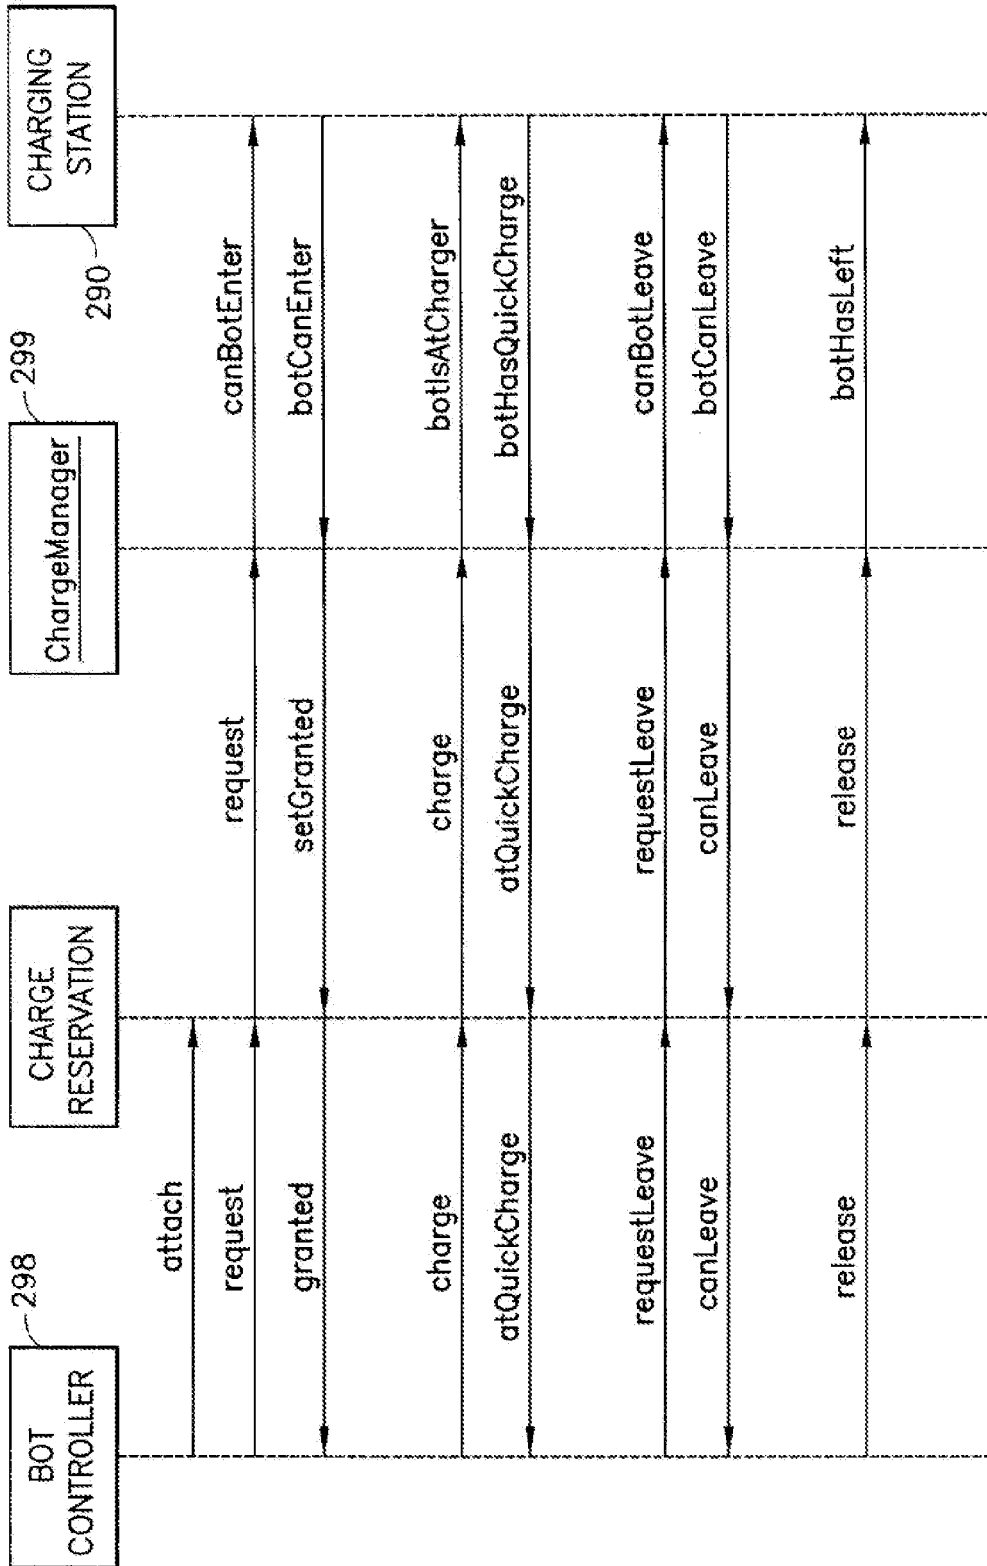 BOT
CONTROLLER
298
CHARGE
RESERVATION
ChargeManager
299
CHARGING
STATION
290
attach
request
request
canBotEnter
granted
setGranted
botCanEnter
charge
charge
botIsAtCharger
atQuickCharge
atQuickCharge
botHasQuickCharge
requestLeave
requestLeave
canBotLeave
canLeave
canLeave
botCanLeave
release
release
botHasLeft